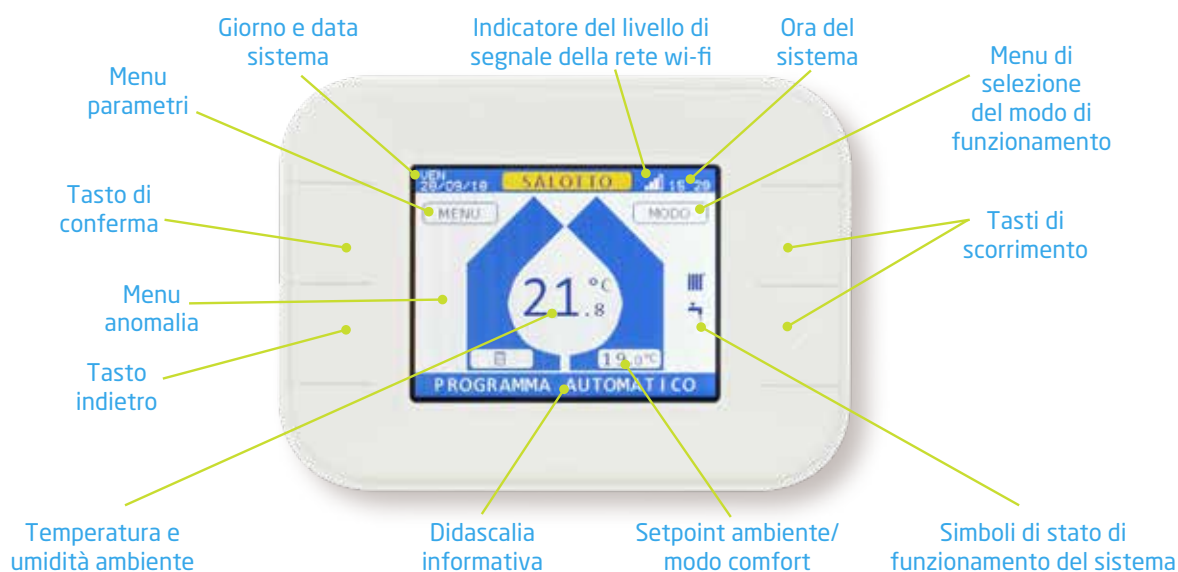 Giorno e data
sistema
Indicatore del livello di
segnale della rete wi-fi
Ora del
sistema
Menu
parametri
Menu di
selezione
del modo di
funzionamento
Tasto di
conferma
Tasti di
scorrimento
Menu
anomalia
Tasto
indietro
VEN
28/09/18
SALOTTO
15 20
MENU
MODO
21.8 °C
19.0°C
PROGRAMMA AUTOMATICO
Temperatura e
umidità ambiente
Didascalia
informativa
Setpoint ambiente/
modo comfort
Simboli di stato di
funzionamento del sistema